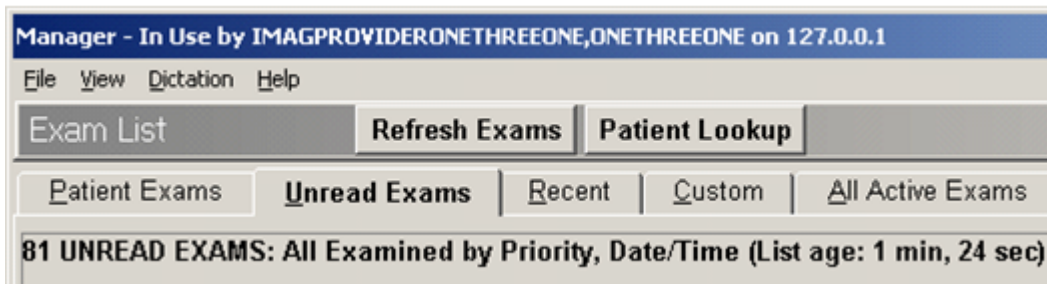 Manager - In Use by IMAGPROVIDERONETHREEONE,ONETHREEONE on 127.0.0.1
File View Dictation Help
Exam List Refresh Exams Patient Lookup
Patient Exams Unread Exams Recent Custom All Active Exams
81 UNREAD EXAMS: All Examined by Priority, Date/Time (List age: 1 min, 24 sec)